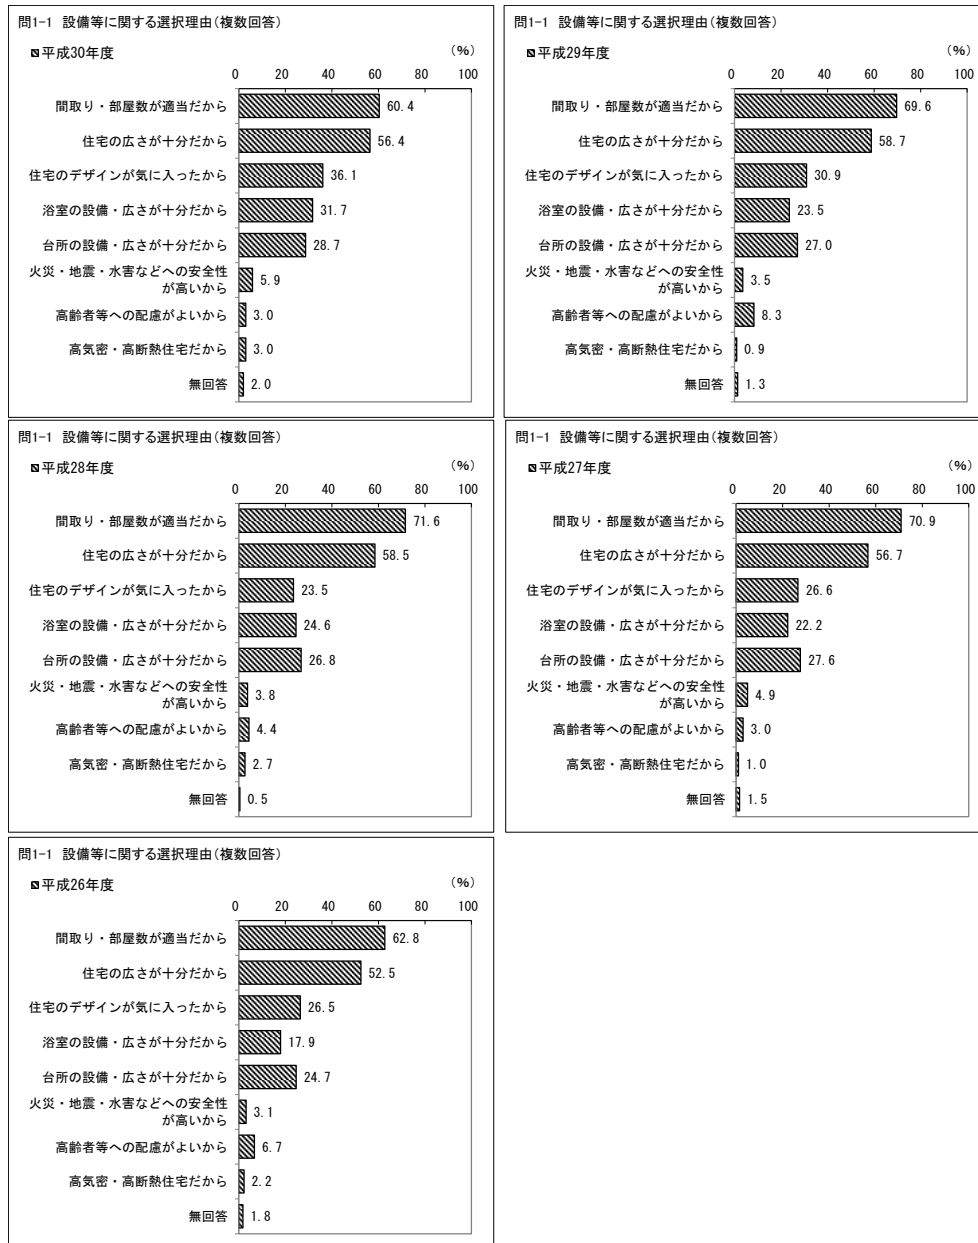 問1-1 設備等に関する選択理由(複数回答)
平成30年度
(%)
0 20 40 60 80 100
間取り・部屋数が適当だから 60.4
住宅の広さが十分だから 56.4
住宅のデザインが気に入ったから 36.1
浴室の設備・広さが十分だから 31.7
台所の設備・広さが十分だから 28.7
火災・地震・水害などへの安全性
が高いから 5.9
高齢者等への配慮がよいから 3.0
高気密・高断熱住宅だから 3.0
無回答 2.0
問1-1 設備等に関する選択理由(複数回答)
平成29年度
(%)
0 20 40 60 80 100
間取り・部屋数が適当だから 69.6
住宅の広さが十分だから 58.7
住宅のデザインが気に入ったから 30.9
浴室の設備・広さが十分だから 23.5
台所の設備・広さが十分だから 27.0
火災・地震・水害などへの安全性
が高いから 3.5
高齢者等への配慮がよいから 8.3
高気密・高断熱住宅だから 0.9
無回答 1.3
問1-1 設備等に関する選択理由(複数回答)
平成28年度
(%)
0 20 40 60 80 100
間取り・部屋数が適当だから 71.6
住宅の広さが十分だから 58.5
住宅のデザインが気に入ったから 23.5
浴室の設備・広さが十分だから 24.6
台所の設備・広さが十分だから 26.8
火災・地震・水害などへの安全性
が高いから 3.8
高齢者等への配慮がよいから 4.4
高気密・高断熱住宅だから 2.7
無回答 0.5
問1-1 設備等に関する選択理由(複数回答)
平成27年度
(%)
0 20 40 60 80 100
間取り・部屋数が適当だから 70.9
住宅の広さが十分だから 56.7
住宅のデザインが気に入ったから 26.6
浴室の設備・広さが十分だから 22.2
台所の設備・広さが十分だから 27.6
火災・地震・水害などへの安全性
が高いから 4.9
高齢者等への配慮がよいから 3.0
高気密・高断熱住宅だから 1.0
無回答 1.5
問1-1 設備等に関する選択理由(複数回答)
平成26年度
(%)
0 20 40 60 80 100
間取り・部屋数が適当だから 62.8
住宅の広さが十分だから 52.5
住宅のデザインが気に入ったから 26.5
浴室の設備・広さが十分だから 17.9
台所の設備・広さが十分だから 24.7
火災・地震・水害などへの安全性
が高いから 3.1
高齢者等への配慮がよいから 6.7
高気密・高断熱住宅だから 2.2
無回答 1.8